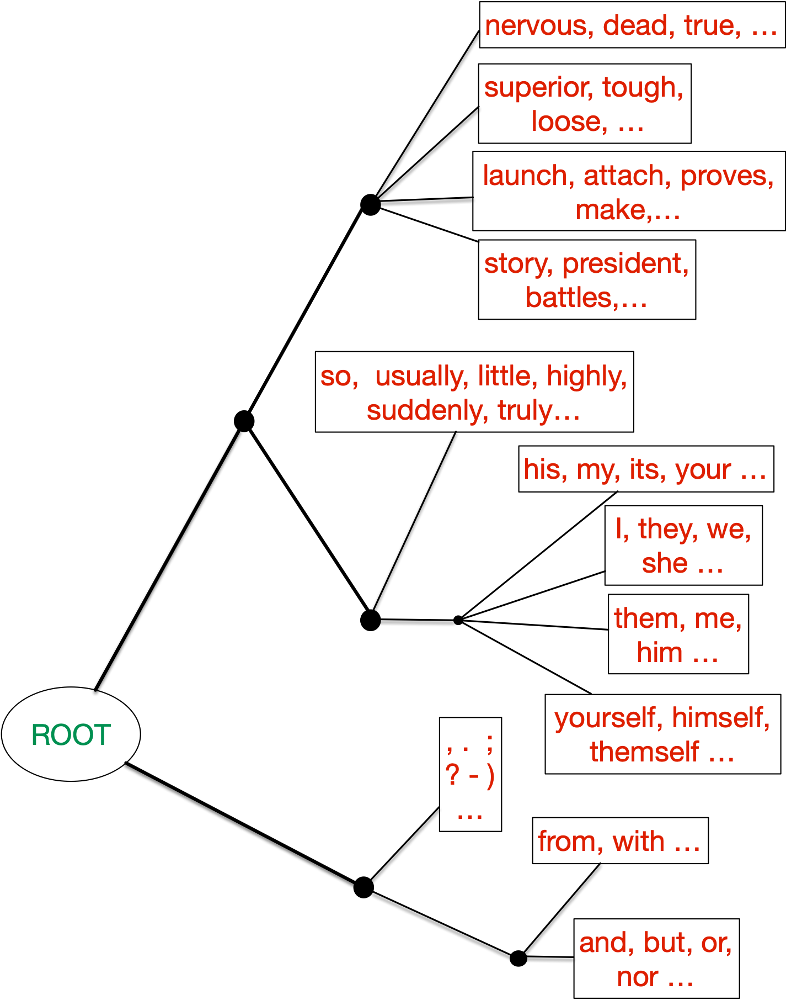 nervous, dead, true, …
superior, tough,
loose, …
launch, attach, proves,
make,…
story, president,
battles,…
so, usually, little, highly,
suddenly, truly…
his, my, its, your …
I, they, we,
she …
them, me,
him …
yourself, himself,
themself …
ROOT
, . ;
? - )
…
from, with …
and, but, or,
nor …